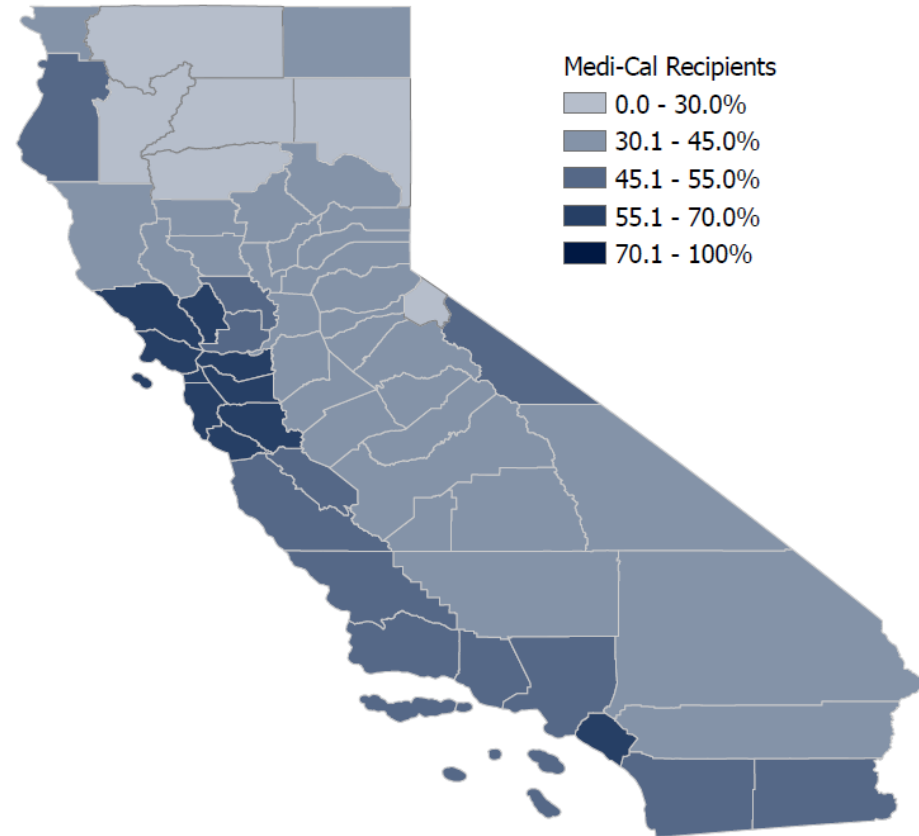 Medi-Cal Recipients
0.0 - 30.0%
30.1 - 45.0%
45.1 - 55.0%
55.1 - 70.0%
70.1 - 100%